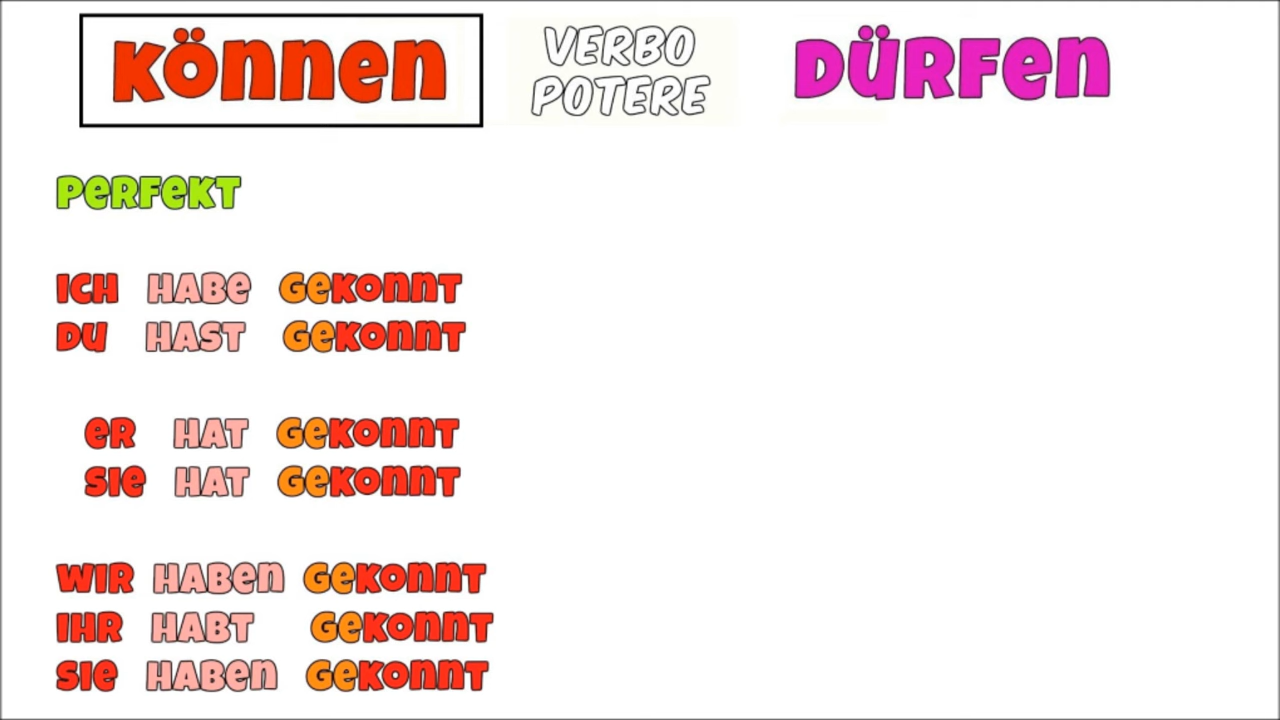 Können
VERBO
POTERE
DÜRFen
PeRFeKT
ICH HABe GeKonnT
DU HAST GeKonnT
eR HAT GeKonnT
SIe HAT GeKonnT
WIR HABen GeKonnT
IHR HABT GeKonnT
SIe HABen GeKonnT